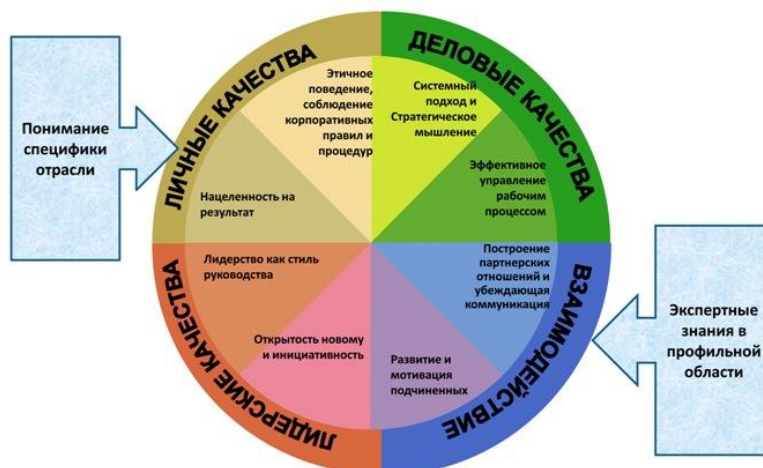 Понимание
специфики
отрасли
ЛИЧНЫЕ КАЧЕСТВА
Этичное
поведение,
соблюдение
корпоративных
правил и
процедур
Нацеленность на
результат
ДЕЛОВЫЕ КАЧЕСТВА
Системный
подход и
Стратегическое
мышление
Эффективное
управление
рабочим
процессом
ЛИДЕРСКИЕ КАЧЕСТВА
Лидерство как стиль
руководства
Открытость новому
и инициативность
ВЗАИМОДЕЙСТВИЕ
Построение
партнерских
отношений и
убеждающая
коммуникация
Развитие и
мотивация
подчиненных
Экспертные
знания в
профильной
области